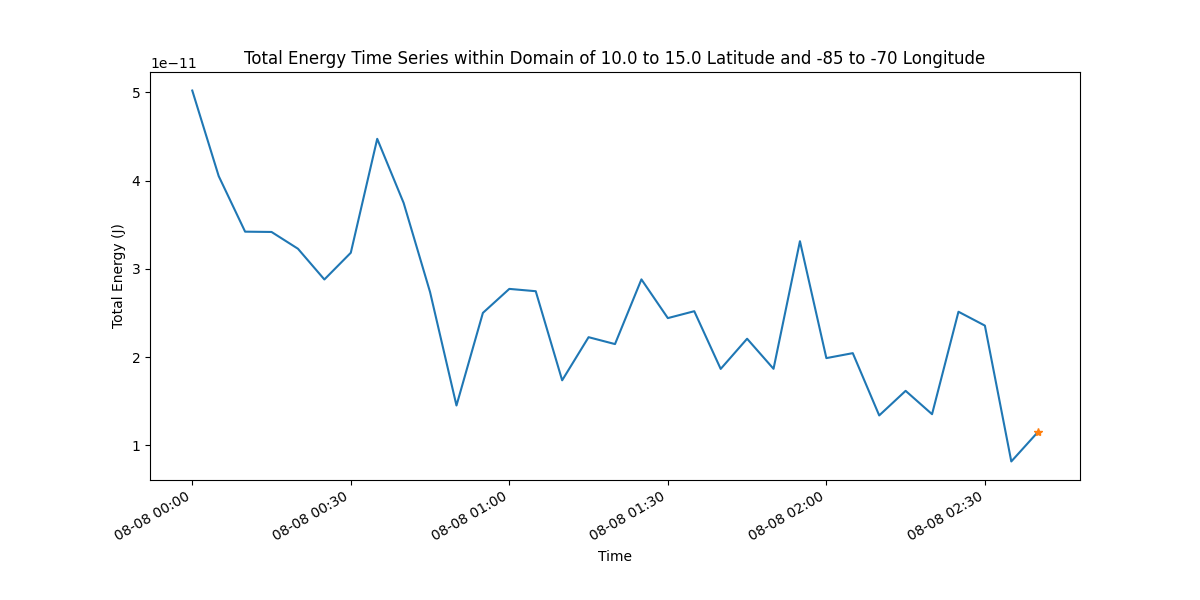 Total Energy Time Series within Domain of 10.0 to 15.0 Latitude and -85 to -70 Longitude
1e−11
5
4
3
2
1
Total Energy (J)
08-08 00:00
08-08 00:30
08-08 01:00
08-08 01:30
08-08 02:00
08-08 02:30
Time